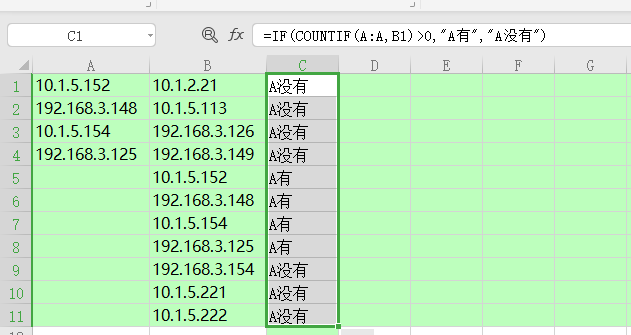 C1 fx =IF(COUNTIF(A:A,B1)>0,"A有","A没有")
A B C D E F G
1 10.1.5.152 10.1.2.21 A没有
2 192.168.3.148 10.1.5.113 A没有
3 10.1.5.154 192.168.3.126 A没有
4 192.168.3.125 192.168.3.149 A没有
5 10.1.5.152 A有
6 192.168.3.148 A有
7 10.1.5.154 A有
8 192.168.3.125 A有
9 192.168.3.154 A没有
10 10.1.5.221 A没有
11 10.1.5.222 A没有